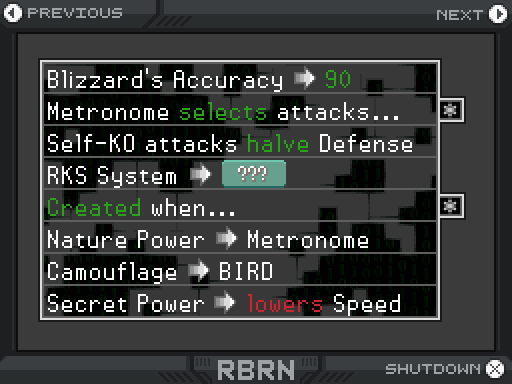 PREVIOUS
NEXT
Blizzard's Accuracy ➡ 90
Metronome selects attacks...
Self-KO attacks halve Defense
RKS System ➡ ???
Created when...
Nature Power ➡ Metronome
Camouflage ➡ BIRD
Secret Power ➡ lowers Speed
RBRN
SHUTDOWN